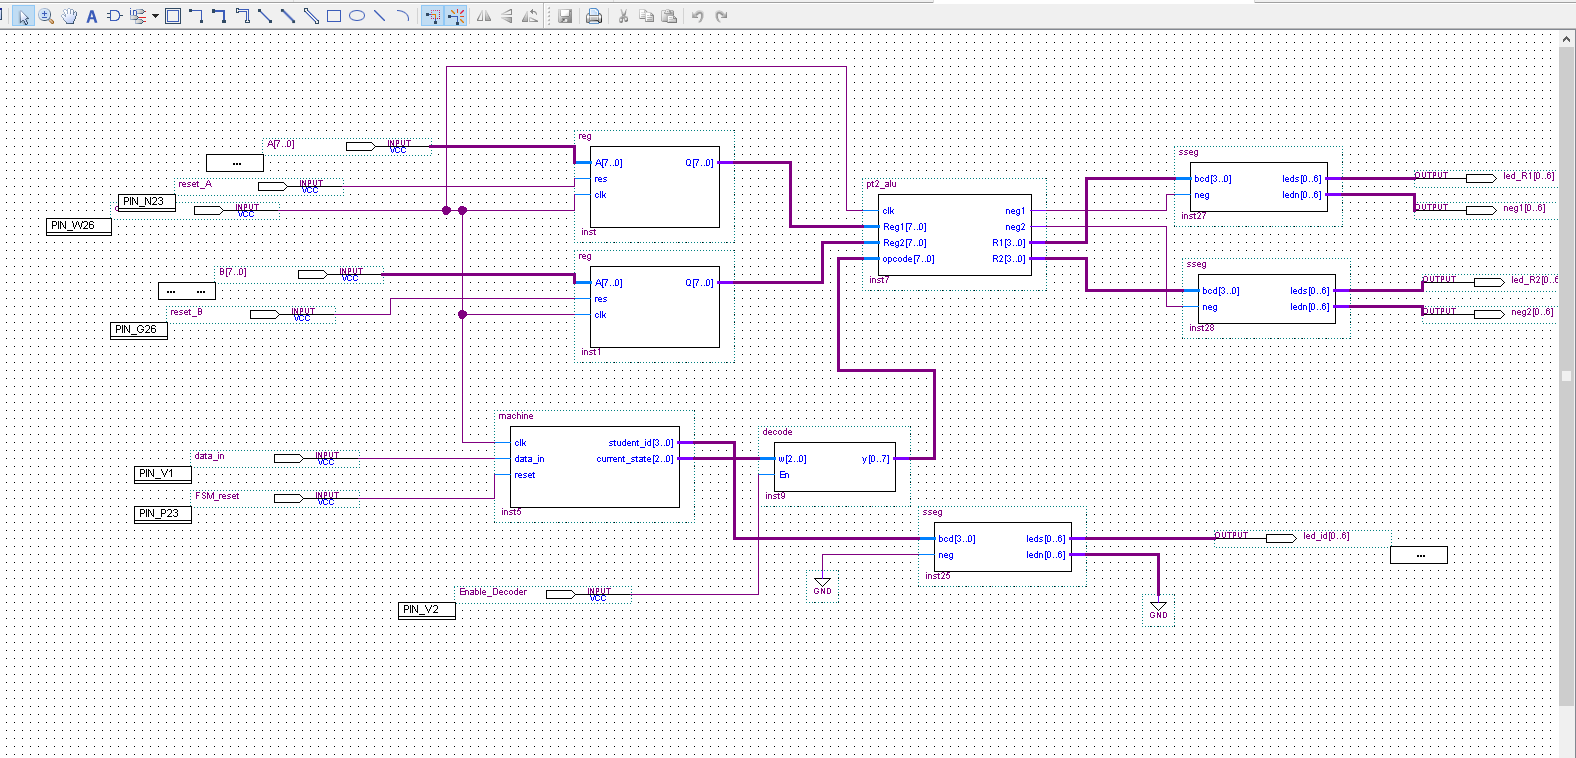 reg
A[7..0]
INPUT
VCC
...
A[7..0]
Q[7..0]
reset_A
INPUT
VCC
res
PIN_N23
clk
INPUT
VCC
PIN_W26
inst
reg
B[7..0]
INPUT
VCC
A[7..0]
Q[7..0]
... ...
res
reset_B
INPUT
VCC
clk
PIN_G26
inst1
pt2_alu
clk
neg1
Reg1[7..0]
neg2
Reg2[7..0]
R1[3..0]
opcode[7..0]
R2[3..0]
inst7
sseg
bcd[3..0]
leds[0..6]
neg
ledn[0..6]
inst27
OUTPUT
led_R1[0..6]
OUTPUT
neg1[0..6]
sseg
bcd[3..0]
leds[0..6]
neg
ledn[0..6]
inst28
OUTPUT
led_R2[0..6
OUTPUT
neg2[0..6]
machine
clk
student_id[3..0]
data_in
current_state[2..0]
reset
inst5
data_in
INPUT
VCC
PIN_V1
FSM_reset
INPUT
VCC
PIN_P23
decode
w[2..0]
y[0..7]
En
inst9
sseg
bcd[3..0]
leds[0..6]
neg
ledn[0..6]
inst25
OUTPUT
led_id[0..6]
...
GND
GND
Enable_Decoder
INPUT
VCC
PIN_V2